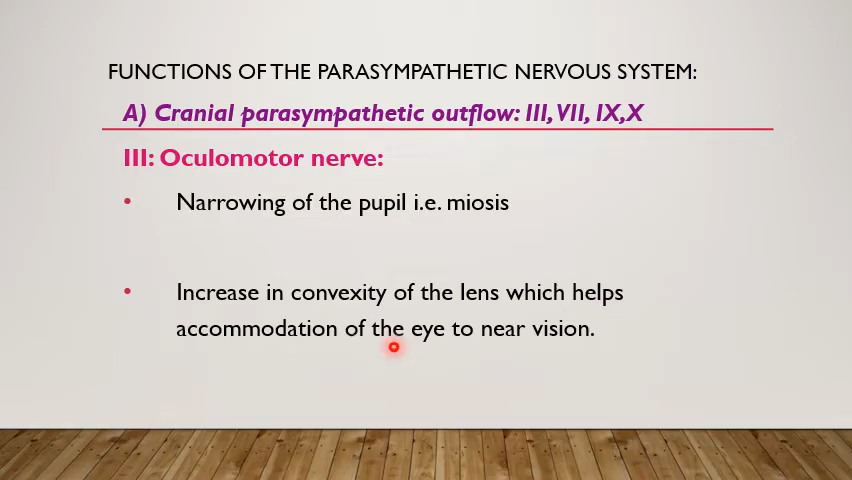 FUNCTIONS OF THE PARASYMPATHETIC NERVOUS SYSTEM:
A) Cranial parasympathetic outflow: III, VII, IX,X
III: Oculomotor nerve:
• Narrowing of the pupil i.e. miosis
• Increase in convexity of the lens which helps
accommodation of the eye to near vision.